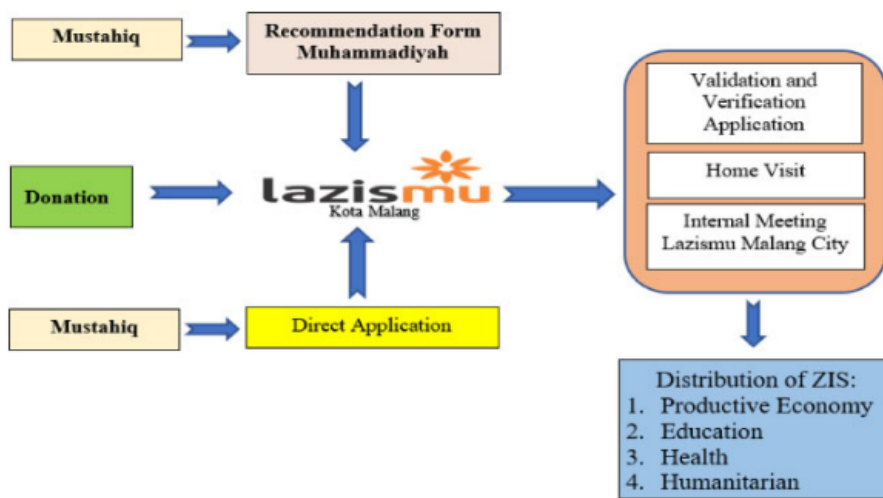 Mustahiq
Recommendation Form
Muhammadiyah
Donation
lazismu
Kota Malang
Mustahiq
Direct Application
Validation and
Verification
Application
Home Visit
Internal Meeting
Lazismu Malang City
Distribution of ZIS:
1. Productive Economy
2. Education
3. Health
4. Humanitarian